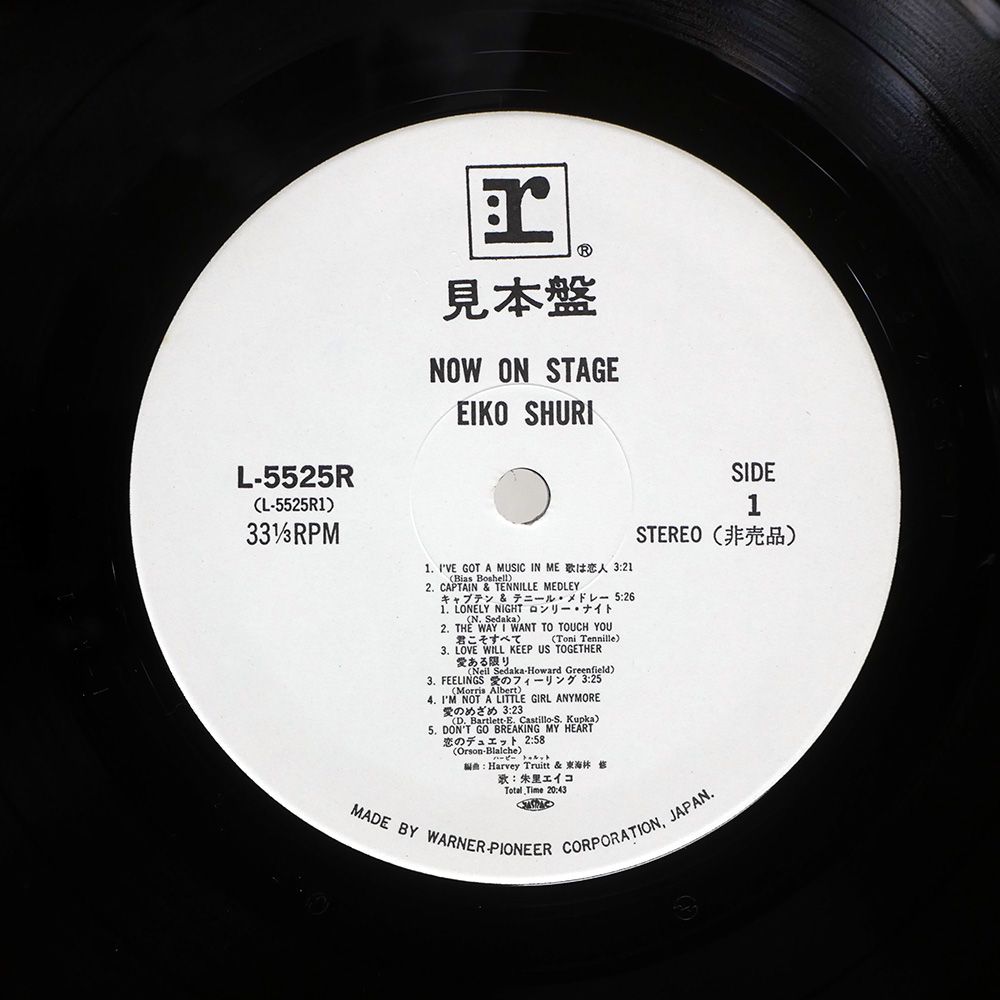 r
®
見本盤
NOW ON STAGE
EIKO SHURI
L-5525R
(L-5525R1)
33⅓RPM
SIDE
1
STEREO (非売品)
1. I'VE GOT A MUSIC IN ME 歌は恋人 3:21
(Bias Boshell)
2. CAPTAIN & TENNILLE MEDLEY
キャプテン & テニール・メドレー 5:26
1. LONELY NIGHT ロンリー・ナイト
(N. Sedaka)
2. THE WAY I WANT TO TOUCH YOU
君こそすべて (Toni Tennille)
3. LOVE WILL KEEP US TOGETHER
愛ある限り
(Neil Sedaka-Howard Greenfield)
3. FEELINGS 愛のフィーリング 3:25
(Morris Albert)
4. I'M NOT A LITTLE GIRL ANYMORE
愛のめざめ 3:23
(D. Bartlett-E. Castillo-S. Kupka)
5. DON'T GO BREAKING MY HEART
恋のデュエット 2:58
(Orson-Blalche)
ハービー トゥルット
編曲: Harvey Truitt & 東海林 修
歌: 朱里エイコ
Total Time 20:43
JASRAC
MADE BY WARNER-PIONEER CORPORATION, JAPAN.